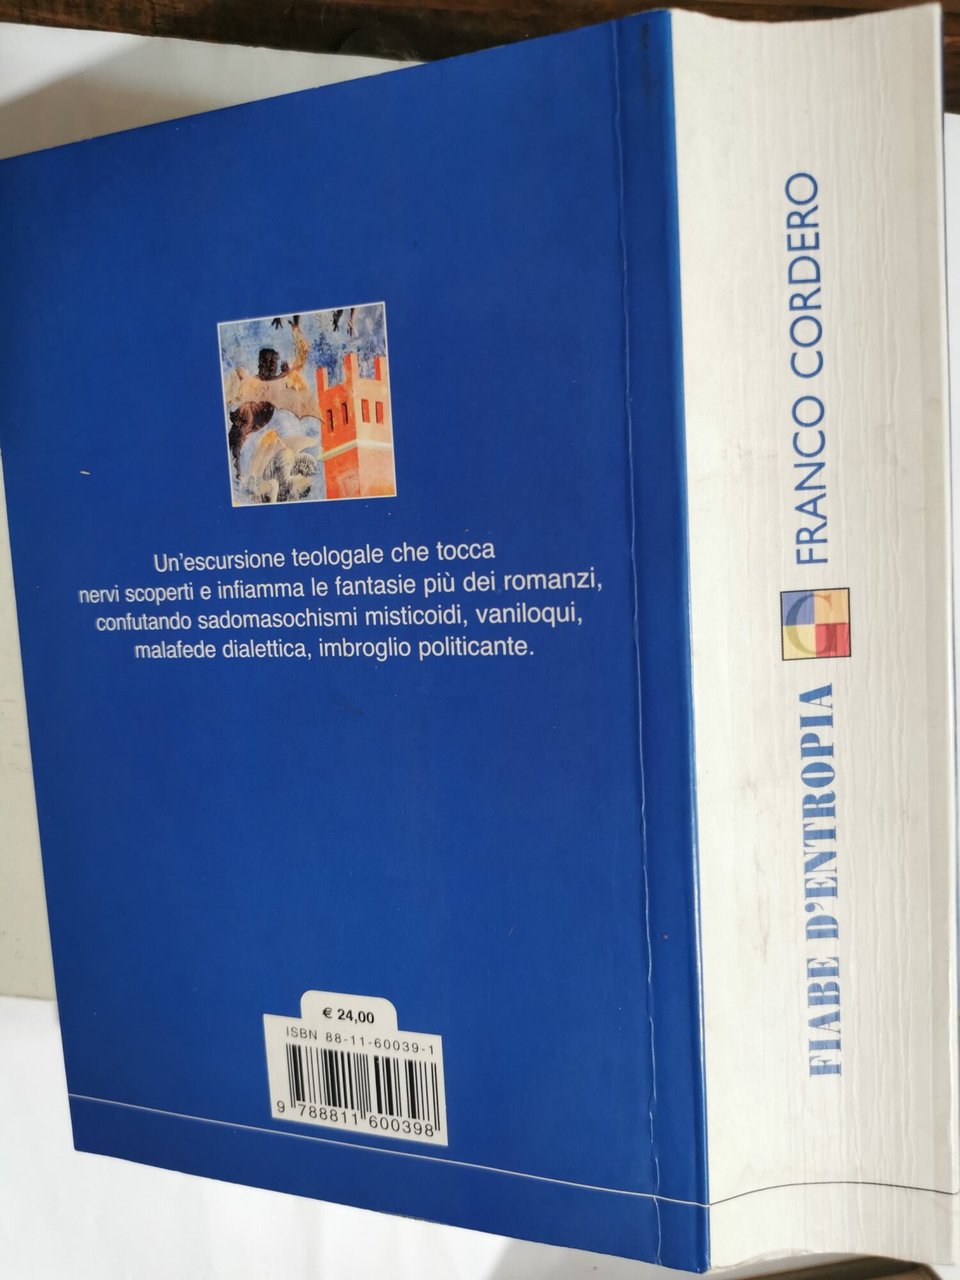 Un'escursione teologale che tocca
nervi scoperti e infiamma le fantasie più dei romanzi,
confutando sadomasochismi misticoidi, vaniloqui,
malafede dialettica, imbroglio politicante.
€ 24,00
ISBN 88-11-60039-1
9 788811 600398
FRANCO CORDERO
G
FIABE D'ENTROPIA